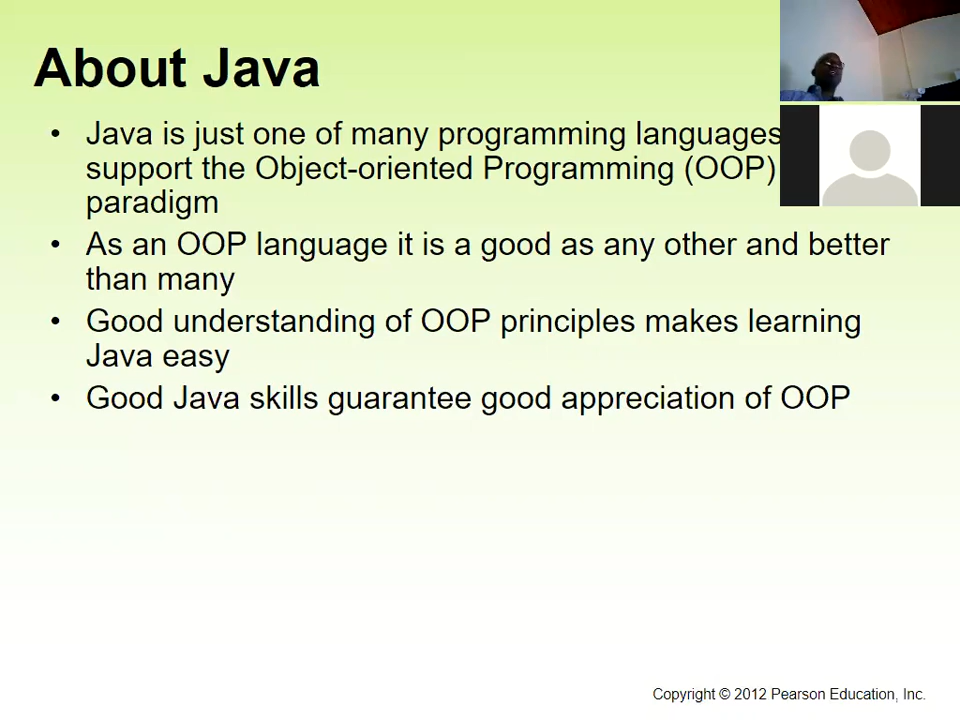 About Java
• Java is just one of many programming languages
support the Object-oriented Programming (OOP)
paradigm
• As an OOP language it is a good as any other and better
than many
• Good understanding of OOP principles makes learning
Java easy
• Good Java skills guarantee good appreciation of OOP
Copyright © 2012 Pearson Education, Inc.